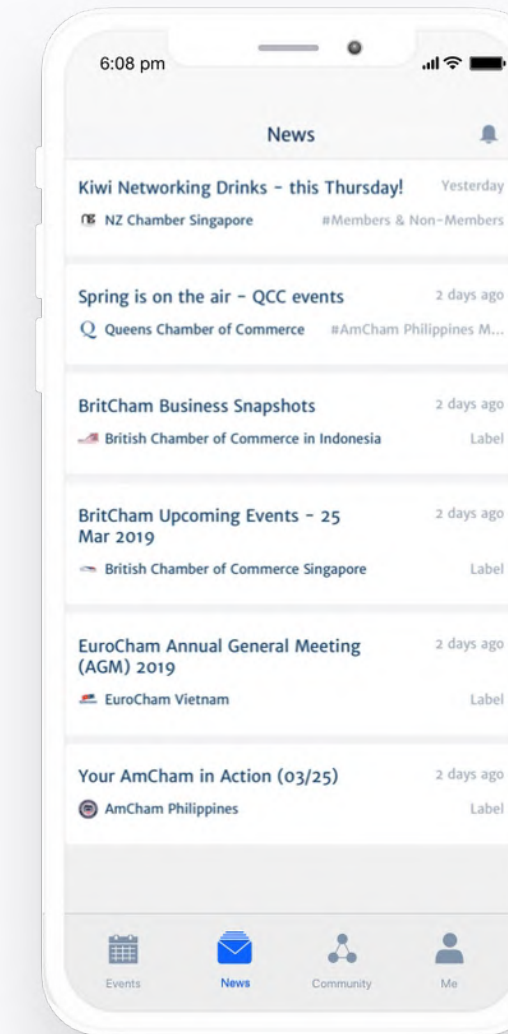 6:08 pm
News
Kiwi Networking Drinks - this Thursday! Yesterday
NZ Chamber Singapore #Members & Non-Members
Spring is on the air - QCC events 2 days ago
Q Queens Chamber of Commerce #AmCham Philippines M...
BritCham Business Snapshots 2 days ago
British Chamber of Commerce in Indonesia Label
BritCham Upcoming Events - 25 2 days ago
Mar 2019
British Chamber of Commerce Singapore Label
EuroCham Annual General Meeting 2 days ago
(AGM) 2019
EuroCham Vietnam Label
Your AmCham in Action (03/25) 2 days ago
AmCham Philippines Label
Events News Community Me